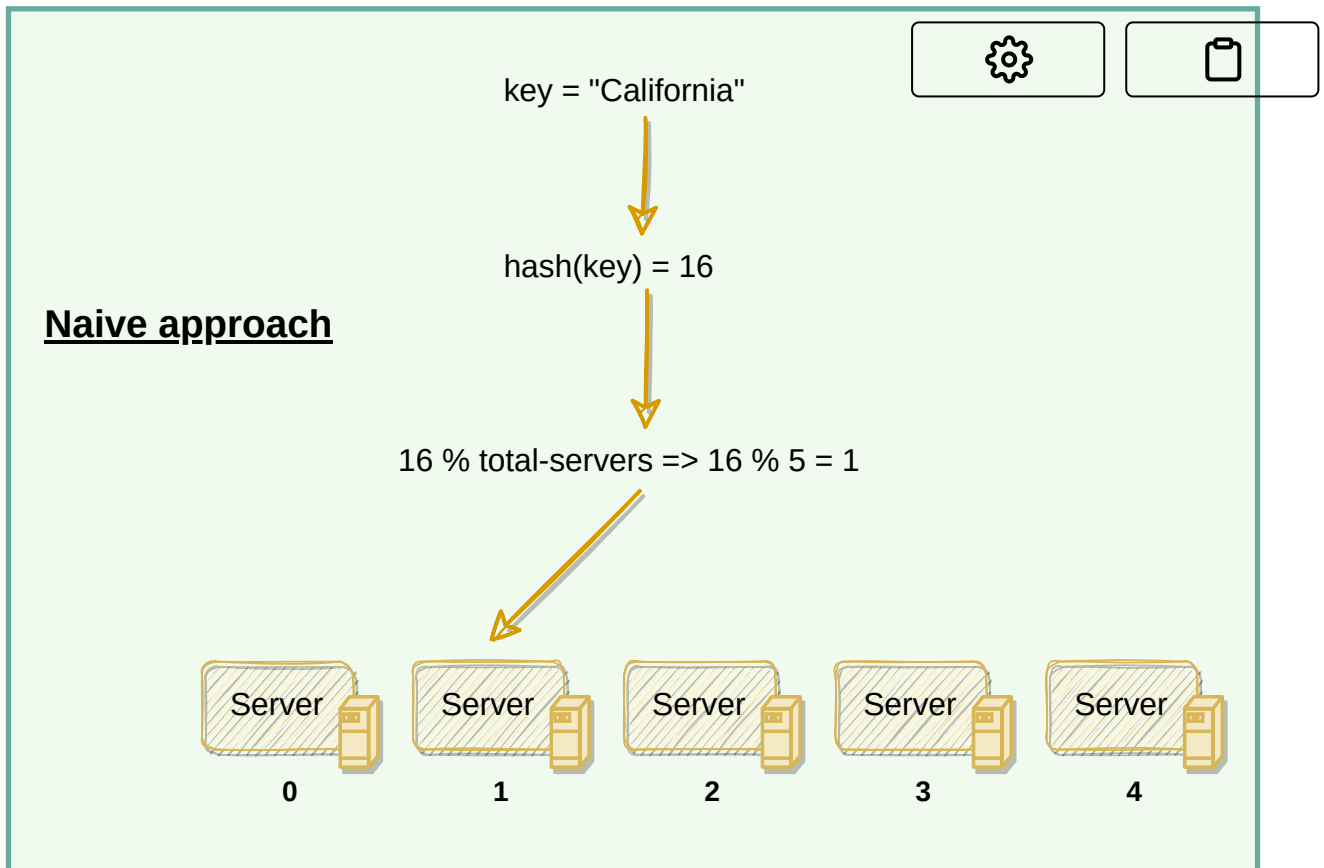 key = "California"
hash(key) = 16
Naive approach
16 % total-servers => 16 % 5 = 1
Server
Server
Server
Server
Server
0
1
2
3
4